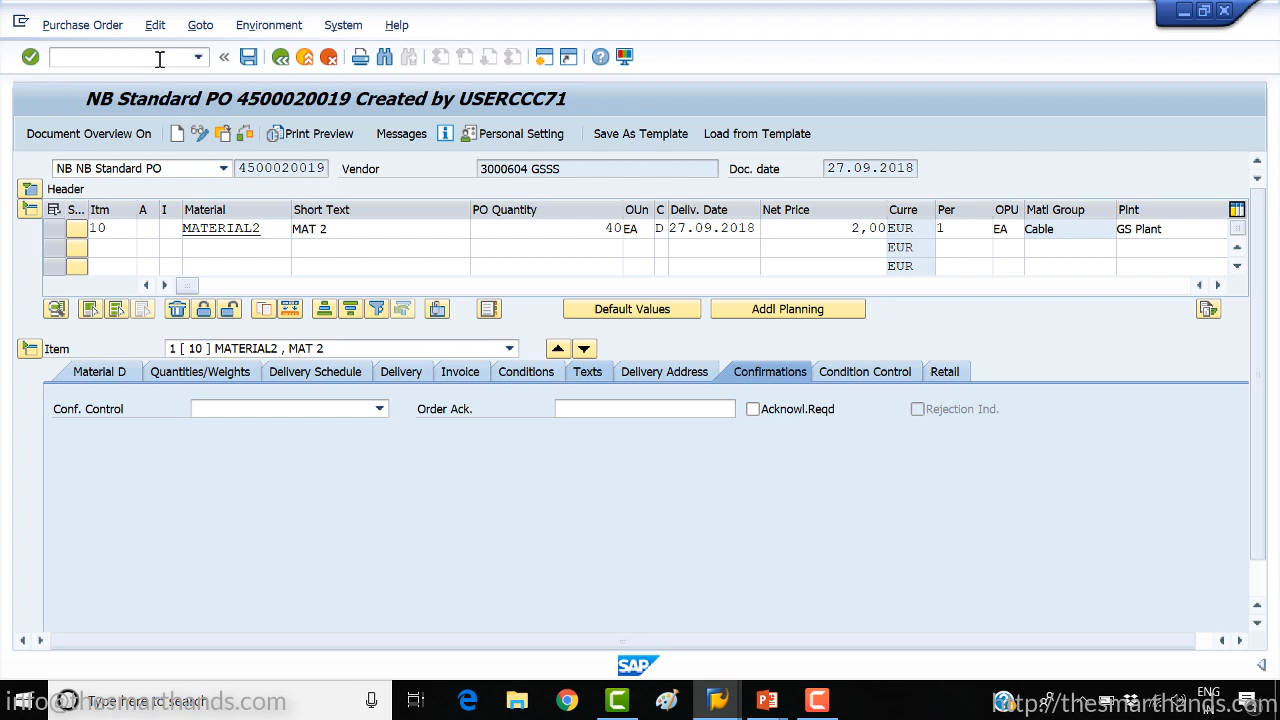 Purchase Order Edit Goto Environment System Help
NB Standard PO 4500020019 Created by USERCCC71
Document Overview On Print Preview Messages Personal Setting Save As Template Load from Template
NB NB Standard PO 4500020019 Vendor 3000604 GSSS Doc. date 27.09.2018
Header
S... Itm A I Material Short Text PO Quantity OUn C Deliv. Date Net Price Curre Per OPU Matl Group Plnt
10 MATERIAL2 MAT 2 40 EA D 27.09.2018 2,00 EUR 1 EA Cable GS Plant
EUR
EUR
Default Values Addl Planning
Item 1 [ 10 ] MATERIAL2 , MAT 2
Material D Quantities/Weights Delivery Schedule Delivery Invoice Conditions Texts Delivery Address Confirmations Condition Control Retail
Conf. Control Order Ack. Acknowl.Reqd Rejection Ind.
SAP
info@thesmarthands.com
Type here to search
https://thesmarthands.com
ENG
IN